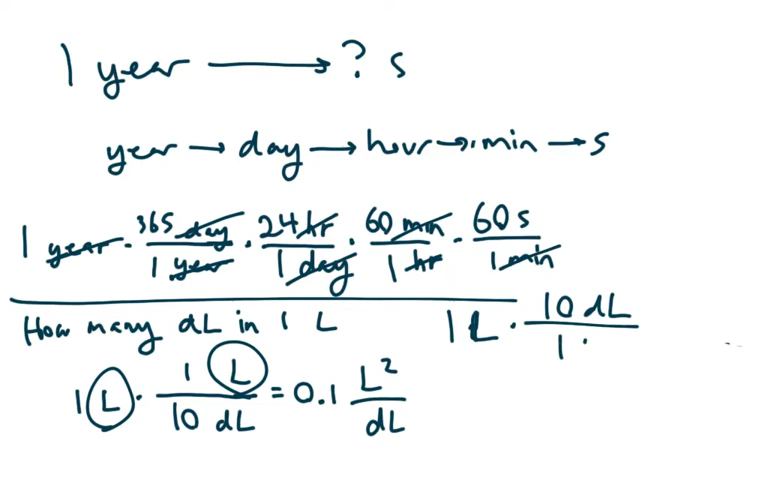 1 year → ? s
year → day → hour → min → s
1 year · 365 day / 1 year · 24 hr / 1 day · 60 min / 1 hr · 60 s / 1 min
How many dL in 1 L
1 L · 1 L / 10 dL = 0.1 L² / dL
1 L · 10 dL / 1